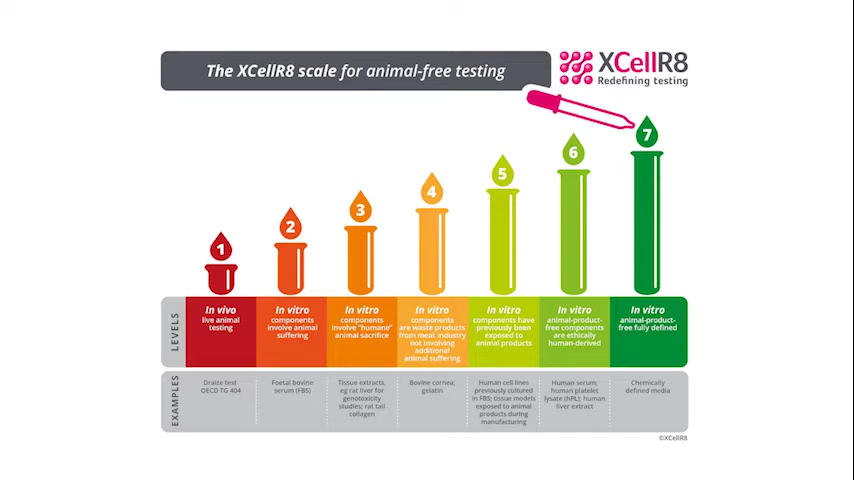 The XCellR8 scale for animal-free testing
XCellR8
Redefining testing
1
2
3
4
5
6
7
LEVELS
In vivo
live animal
testing
In vitro
components
involve animal
suffering
In vitro
components
involve "humane"
animal sacrifice
In vitro
components
are waste products
from meat industry
not involving
additional
animal suffering
In vitro
components have
previously been
exposed to
animal products
In vitro
animal-product-
free components
are ethically
human-derived
In vitro
animal-product-
free fully defined
EXAMPLES
Draize test
OECD TG 404
Foetal bovine
serum (FBS)
Tissue extracts,
eg rat liver for
genotoxicity
studies; rat tail
collagen
Bovine cornea;
gelatin
Human cell lines
previously cultured
in FBS; tissue models
exposed to animal
products during
manufacturing
Human serum;
human platelet
lysate (hPL); human
liver extract
Chemically
defined media
©XCellR8